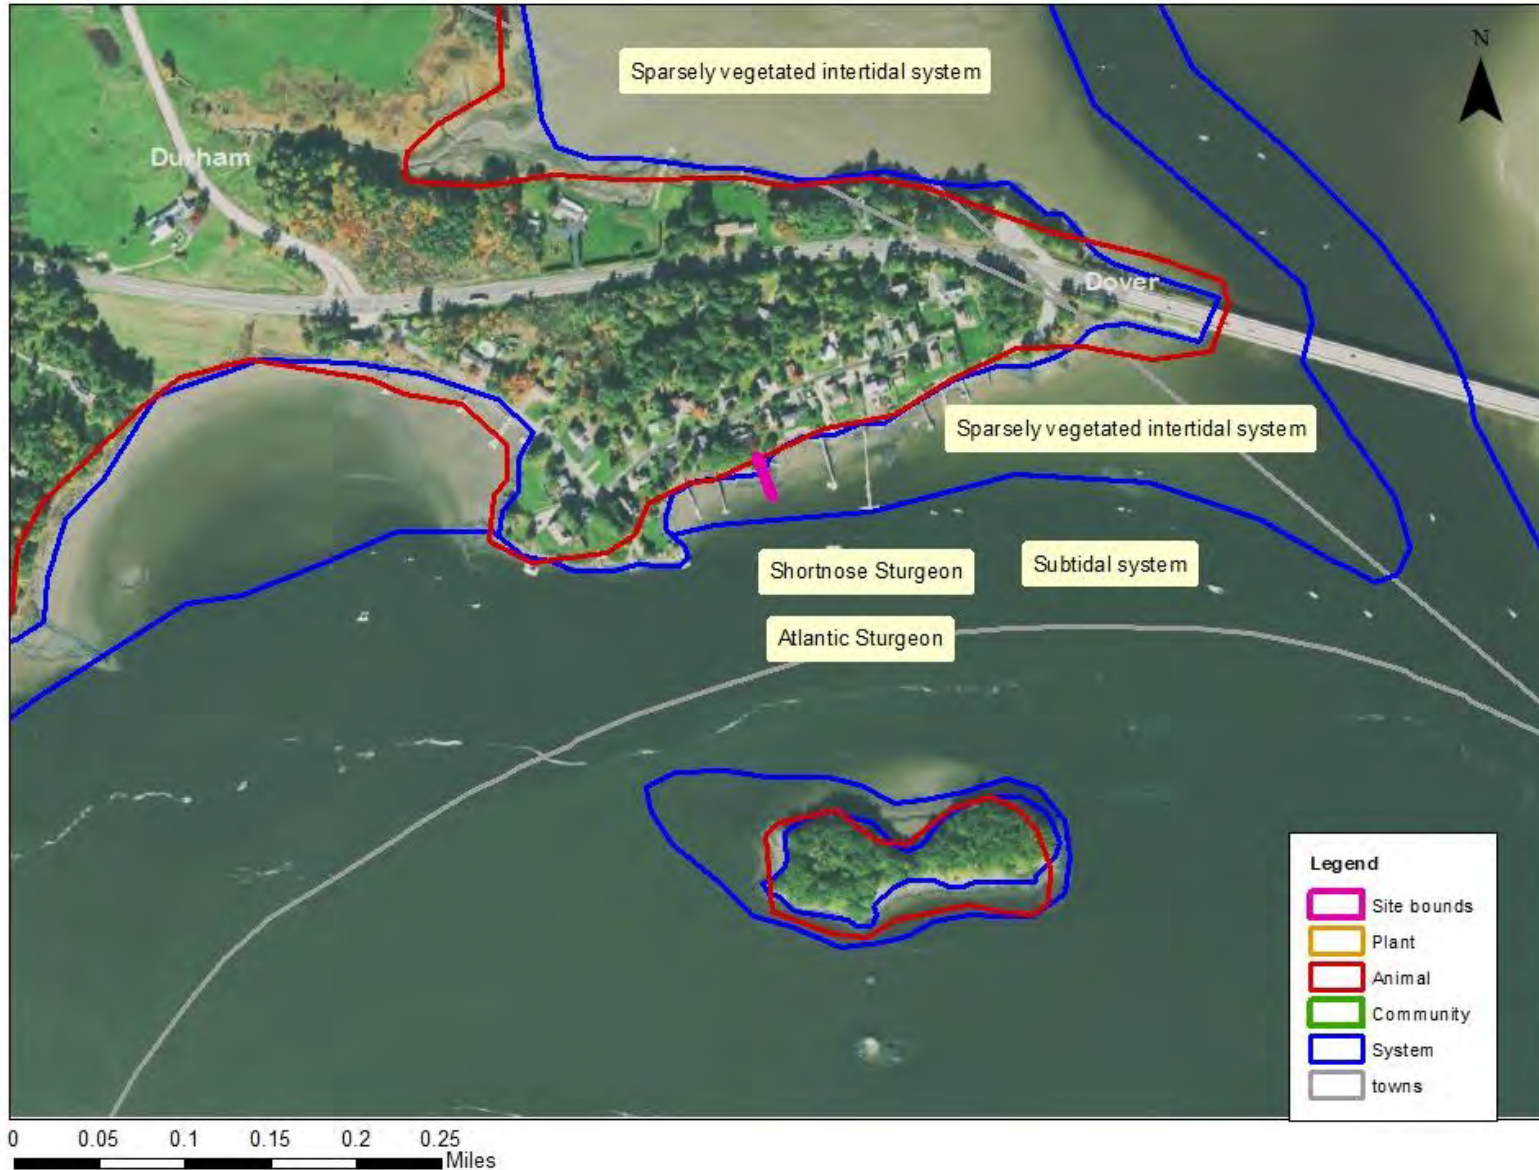 Sparsely vegetated intertidal system
N
Durham
Dover
Sparsely vegetated intertidal system
Shortnose Sturgeon
Subtidal system
Atlantic Sturgeon
Legend
Site bounds
Plant
Animal
Community
System
towns
0 0.05 0.1 0.15 0.2 0.25
Miles